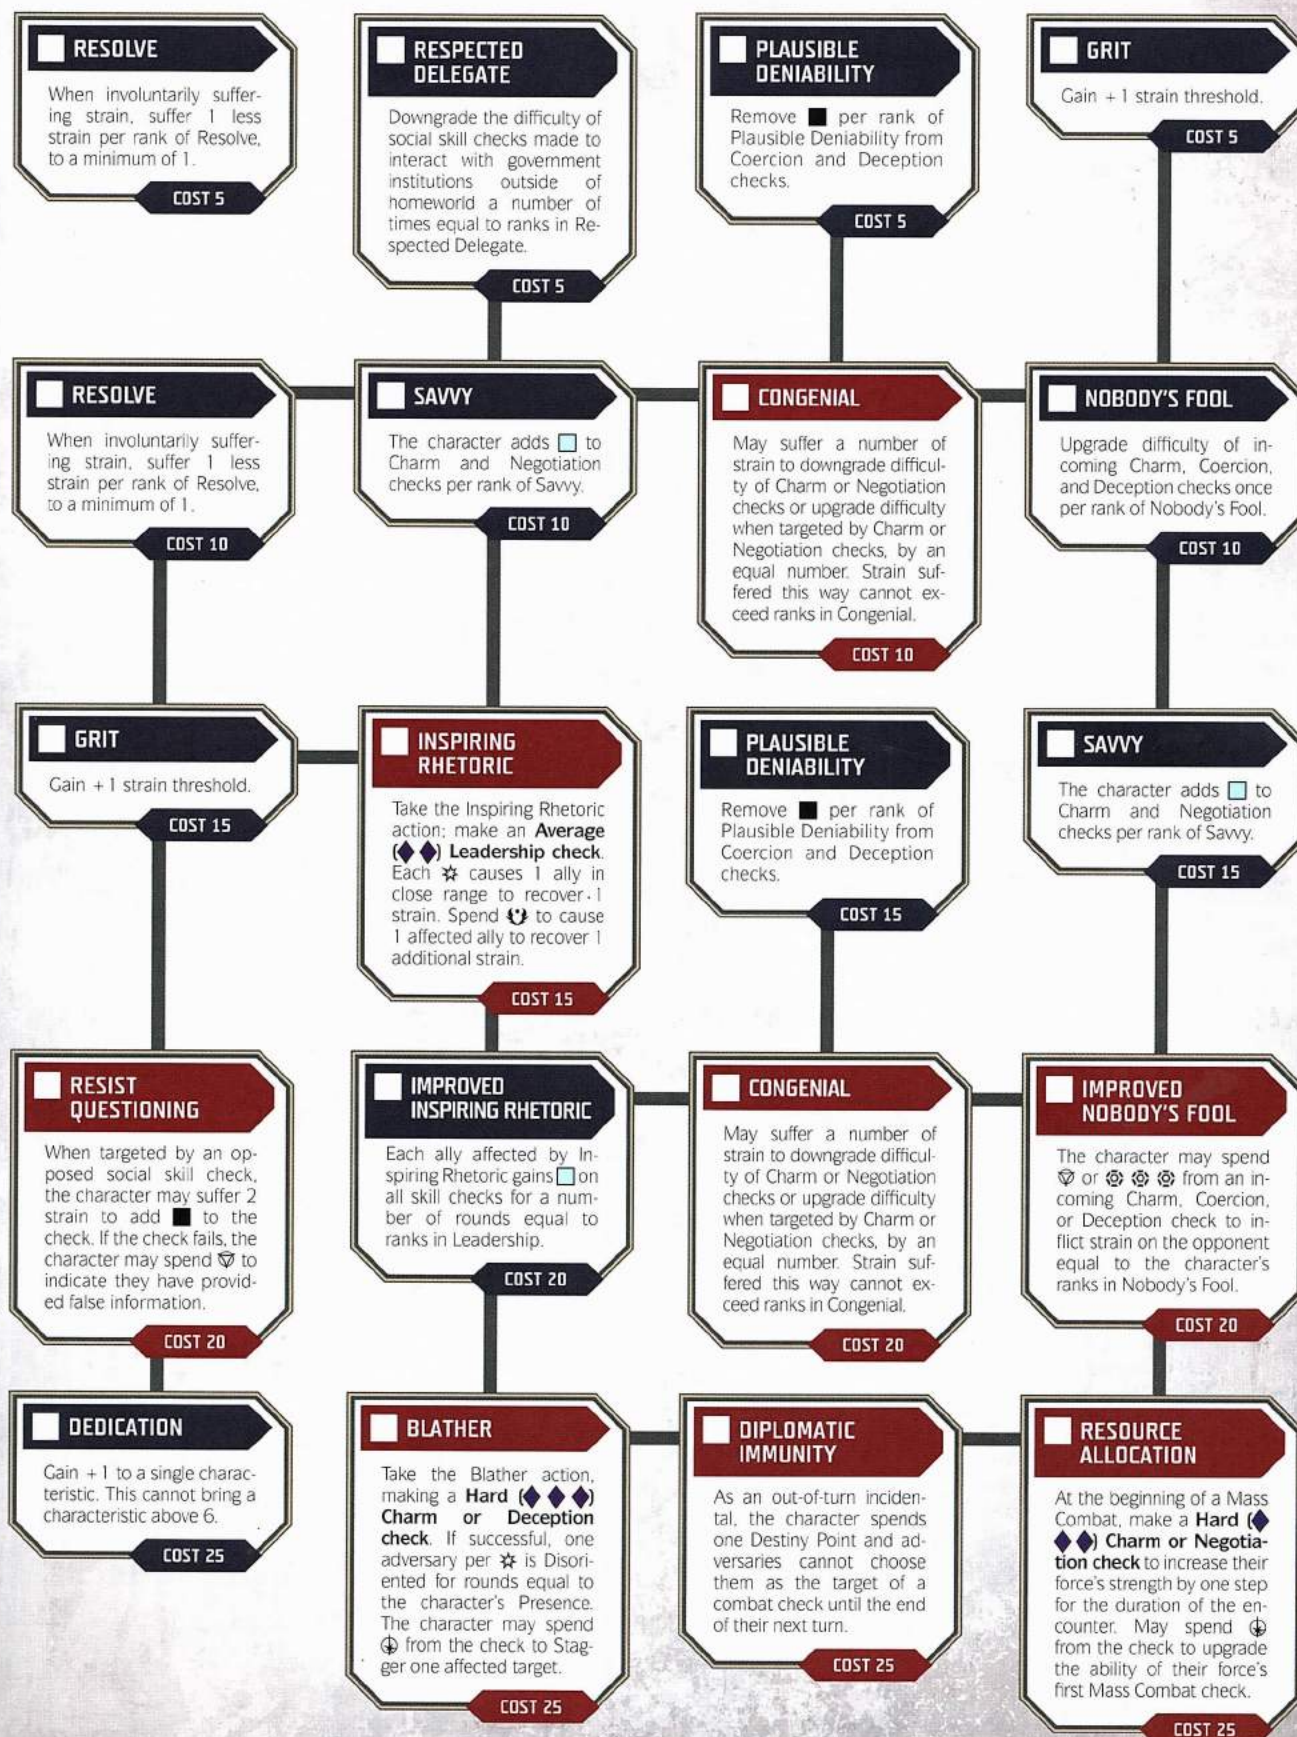 RESOLVE
When involuntarily suffer-
ing strain, suffer 1 less
strain per rank of Resolve,
to a minimum of 1.
COST 5
RESPECTED
DELEGATE
Downgrade the difficulty of
social skill checks made to
interact with government
institutions outside of
homeworld a number of
times equal to ranks in Re-
spected Delegate.
COST 5
PLAUSIBLE
DENIABILITY
Remove ■ per rank of
Plausible Deniability from
Coercion and Deception
checks.
COST 5
GRIT
Gain +1 strain threshold.
COST 5
RESOLVE
When involuntarily suffer-
ing strain, suffer 1 less
strain per rank of Resolve,
to a minimum of 1.
COST 10
SAVVY
The character adds □ to
Charm and Negotiation
checks per rank of Savvy.
COST 10
CONGENIAL
May suffer a number of
strain to downgrade difficul-
ty of Charm or Negotiation
checks or upgrade difficulty
when targeted by Charm or
Negotiation checks, by an
equal number. Strain suf-
fered this way cannot ex-
ceed ranks in Congenial.
COST 10
NOBODY'S FOOL
Upgrade difficulty of in-
coming Charm, Coercion,
and Deception checks once
per rank of Nobody's Fool.
COST 10
GRIT
Gain +1 strain threshold.
COST 15
INSPIRING
RHETORIC
Take the Inspiring Rhetoric
action; make an Average
(◆◆) Leadership check.
Each causes 1 ally in
close range to recover 1
strain. Spend to cause
1 affected ally to recover 1
additional strain.
COST 15
PLAUSIBLE
DENIABILITY
Remove ■ per rank of
Plausible Deniability from
Coercion and Deception
checks.
COST 15
SAVVY
The character adds □ to
Charm and Negotiation
checks per rank of Savvy.
COST 15
RESIST
QUESTIONING
When targeted by an op-
posed social skill check,
the character may suffer 2
strain to add ■ to the
check. If the check fails, the
character may spend to
indicate they have provid-
ed false information.
COST 20
IMPROVED
INSPIRING RHETORIC
Each ally affected by In-
spiring Rhetoric gains □ on
all skill checks for a num-
ber of rounds equal to
ranks in Leadership.
COST 20
CONGENIAL
May suffer a number of
strain to downgrade difficul-
ty of Charm or Negotiation
checks or upgrade difficulty
when targeted by Charm or
Negotiation checks, by an
equal number. Strain suf-
fered this way cannot ex-
ceed ranks in Congenial.
COST 20
IMPROVED
NOBODY'S FOOL
The character may spend
or from an in-
coming Charm, Coercion,
or Deception check to in-
flict strain on the opponent
equal to the character's
ranks in Nobody's Fool.
COST 20
DEDICATION
Gain +1 to a single charac-
teristic. This cannot bring a
characteristic above 6.
COST 25
BLATHER
Take the Blather action,
making a Hard (◆◆◆)
Charm or Deception
check. If successful, one
adversary per is Disori-
ented for rounds equal to
the character's Presence.
The character may spend
from the check to Stag-
ger one affected target.
COST 25
DIPLOMATIC
IMMUNITY
As an out-of-turn inciden-
tal, the character spends
one Destiny Point and ad-
versaries cannot choose
them as the target of a
combat check until the end
of their next turn.
COST 25
RESOURCE
ALLOCATION
At the beginning of a Mass
Combat, make a Hard (◆
◆◆) Charm or Negotia-
tion check to increase their
force's strength by one step
for the duration of the en-
counter. May spend
from the check to upgrade
the ability of their force's
first Mass Combat check.
COST 25